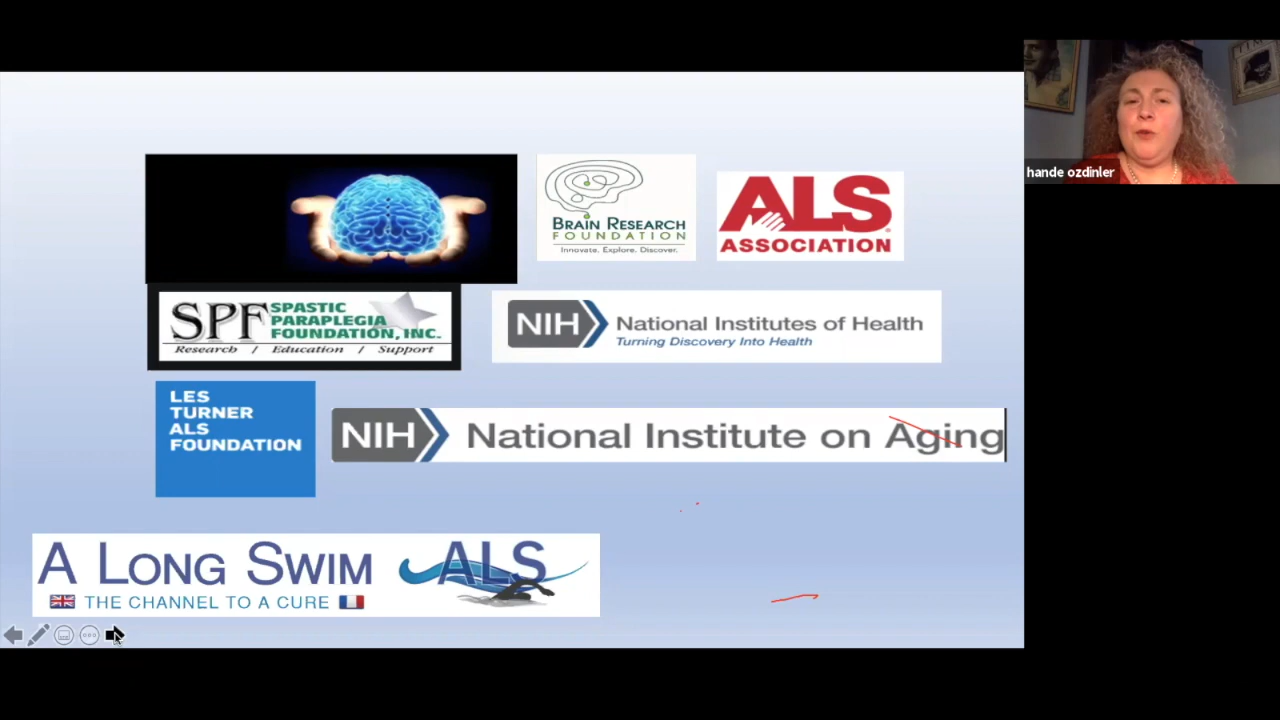 hande ozdinler
BRAIN RESEARCH
FOUNDATION
Innovate. Explore. Discover.
ALS
ASSOCIATION
SPF SPASTIC
PARAPLEGIA
FOUNDATION, INC.
Research / Education / Support
NIH National Institutes of Health
Turning Discovery Into Health
LES
TURNER
ALS
FOUNDATION
NIH National Institute on Aging
A LONG SWIM ALS
THE CHANNEL TO A CURE